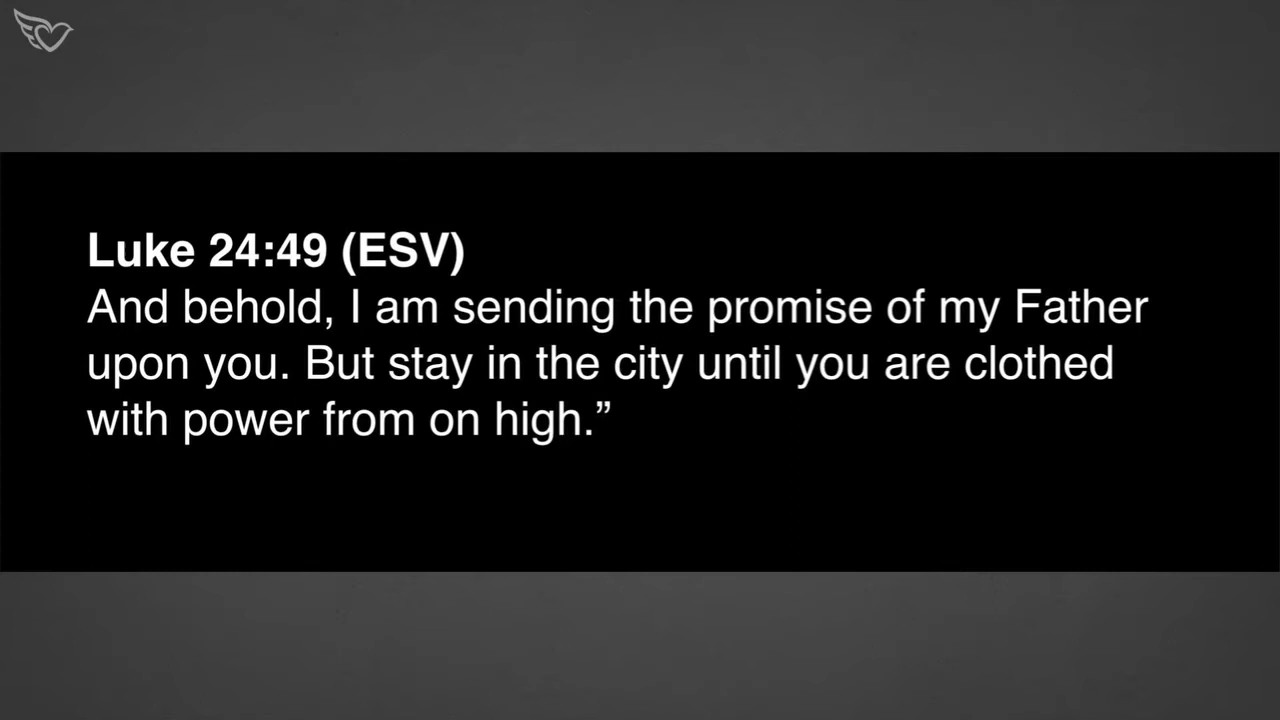 Luke 24:49 (ESV)
And behold, I am sending the promise of my Father
upon you. But stay in the city until you are clothed
with power from on high.”